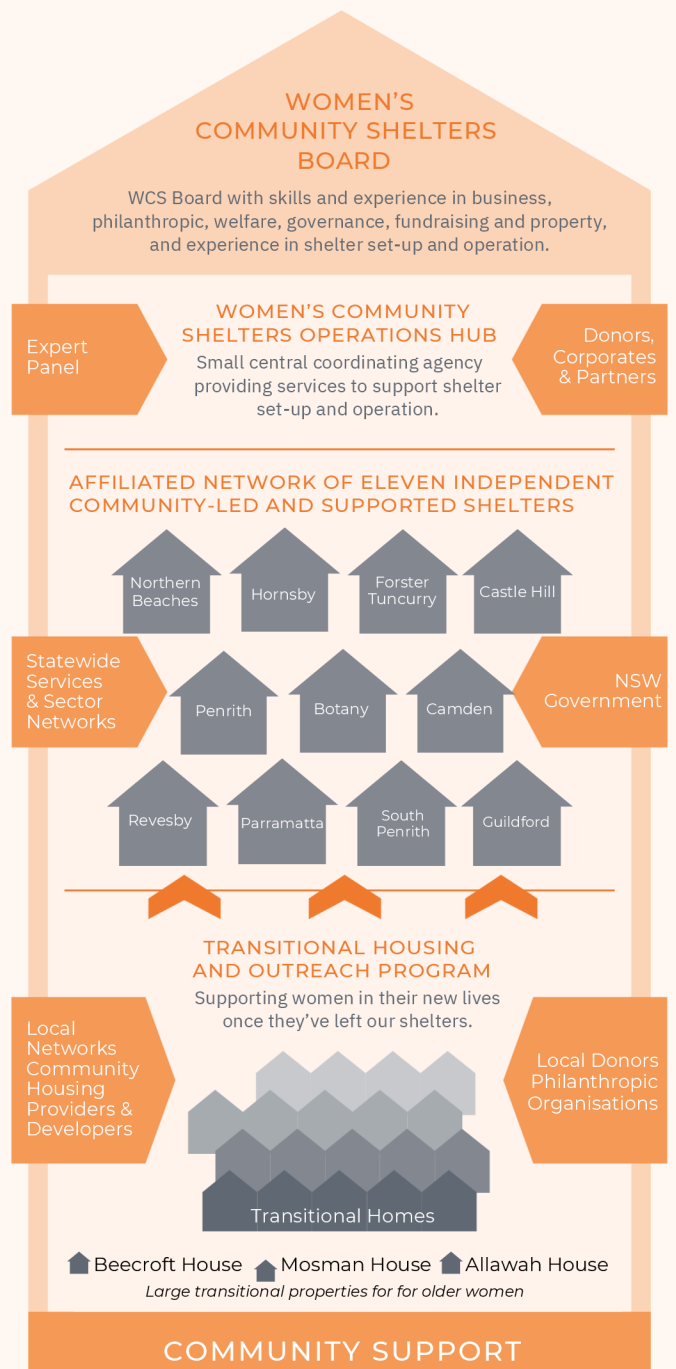 WOMEN'S
COMMUNITY SHELTERS
BOARD
WCS Board with skills and experience in business,
philanthropic, welfare, governance, fundraising and property,
and experience in shelter set-up and operation.
Expert
Panel
WOMEN'S COMMUNITY
SHELTERS OPERATIONS HUB
Small central coordinating agency
providing services to support shelter
set-up and operation.
Donors,
Corporates
& Partners
AFFILIATED NETWORK OF ELEVEN INDEPENDENT
COMMUNITY-LED AND SUPPORTED SHELTERS
Northern
Beaches
Hornsby
Forster
Tuncurry
Castle Hill
Statewide
Services
& Sector
Networks
Penrith
Botany
Camden
NSW
Government
Revesby
Parramatta
South
Penrith
Guildford
TRANSITIONAL HOUSING
AND OUTREACH PROGRAM
Supporting women in their new lives
once they've left our shelters.
Local
Networks
Community
Housing
Providers &
Developers
Local Donors
Philanthropic
Organisations
Transitional Homes
Beecroft House
Mosman House
Allawah House
Large transitional properties for for older women
COMMUNITY SUPPORT